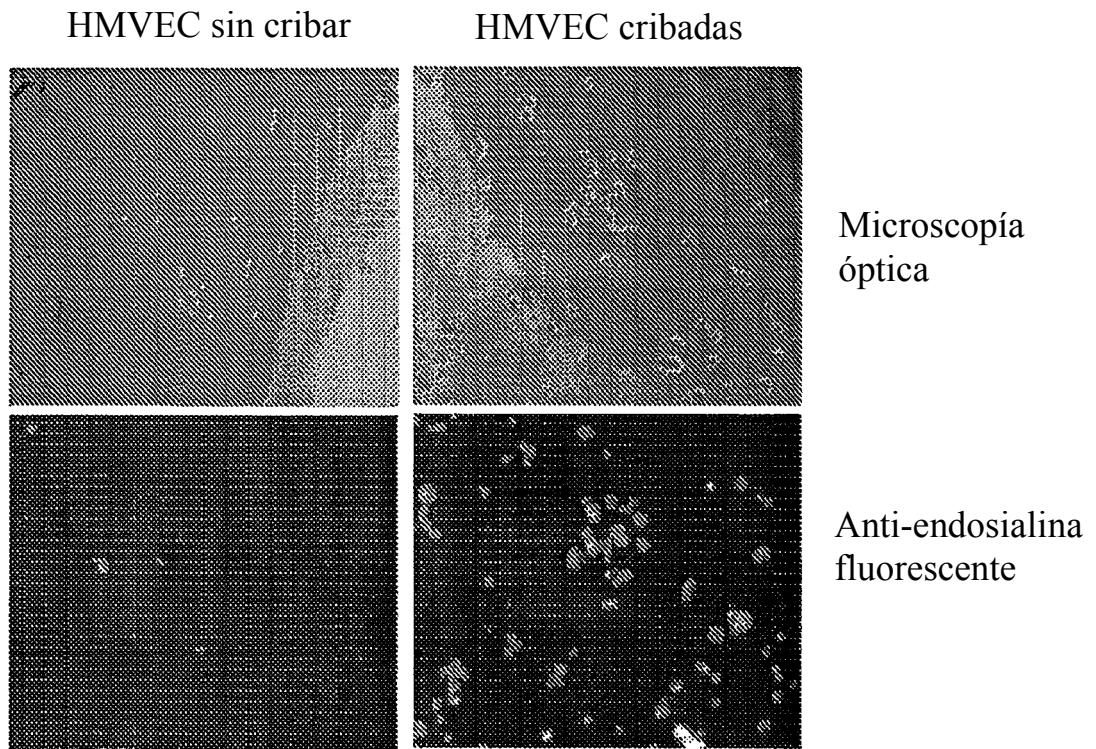 HMVEC sin cribar
HMVEC cribadas
Microscopía
óptica
Anti-endosialina
fluorescente